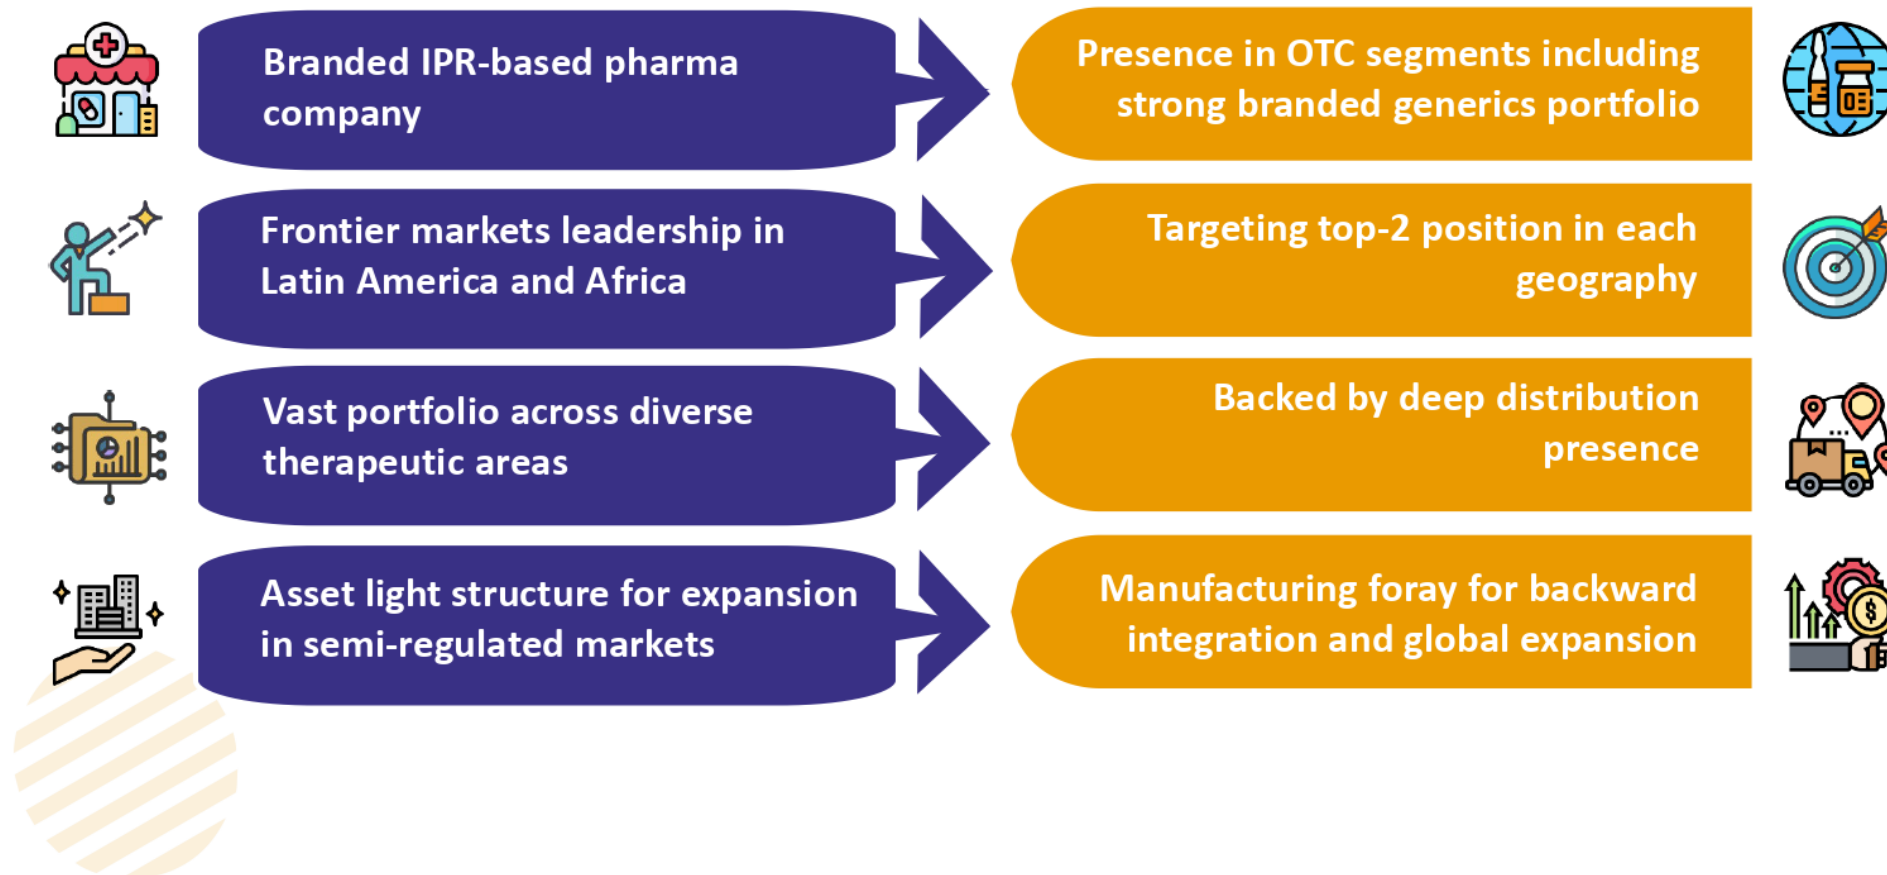 Branded IPR-based pharma
company
Presence in OTC segments including
strong branded generics portfolio
Frontier markets leadership in
Latin America and Africa
Targeting top-2 position in each
geography
Vast portfolio across diverse
therapeutic areas
Backed by deep distribution
presence
Asset light structure for expansion
in semi-regulated markets
Manufacturing foray for backward
integration and global expansion